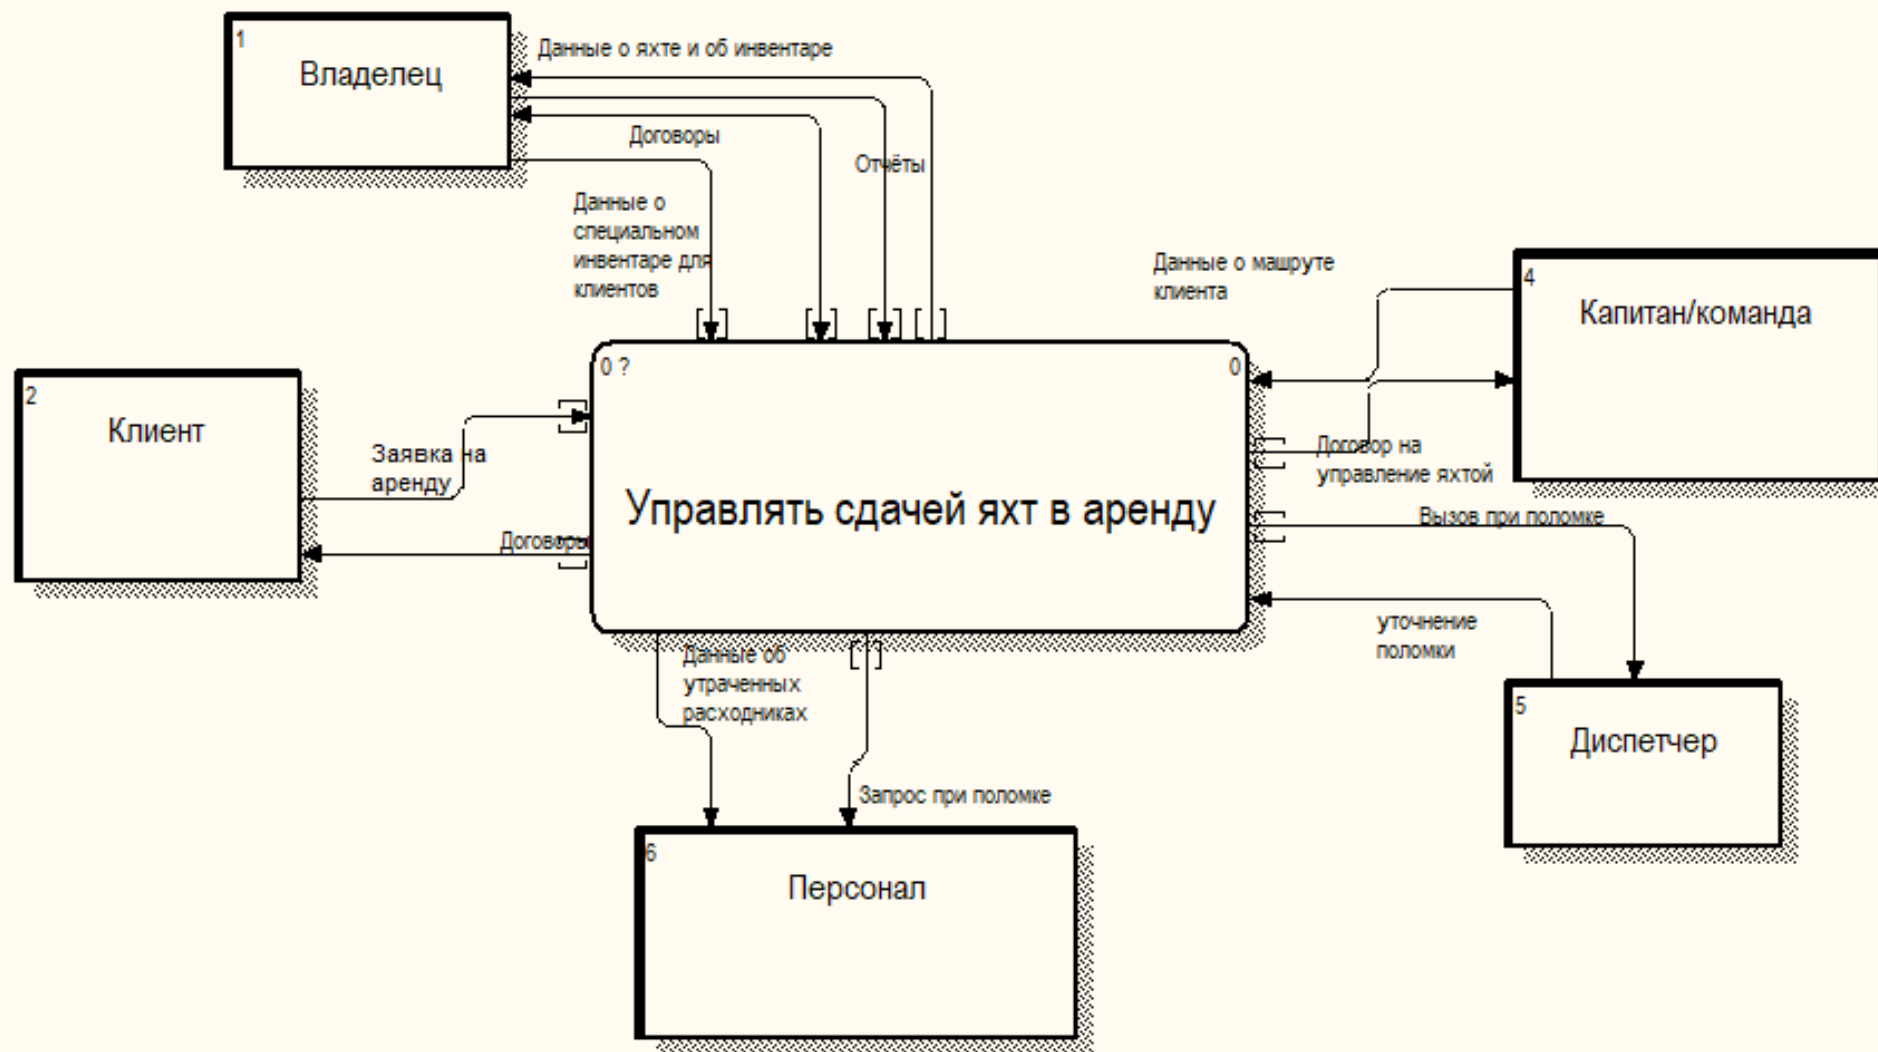 1
Владелец
Данные о яхте и об инвентаре
Договоры
Отчёты
Данные о
специальном
инвентаре для
клиентов
Данные о машруте
клиента
4
Капитан/команда
2
Клиент
Заявка на
аренду
Договоры
0 ?
0
Управлять сдачей яхт в аренду
Договор на
управление яхтой
Вызов при поломке
уточнение
поломки
5
Диспетчер
Данные об
утраченных
расходниках
Запрос при поломке
6
Персонал